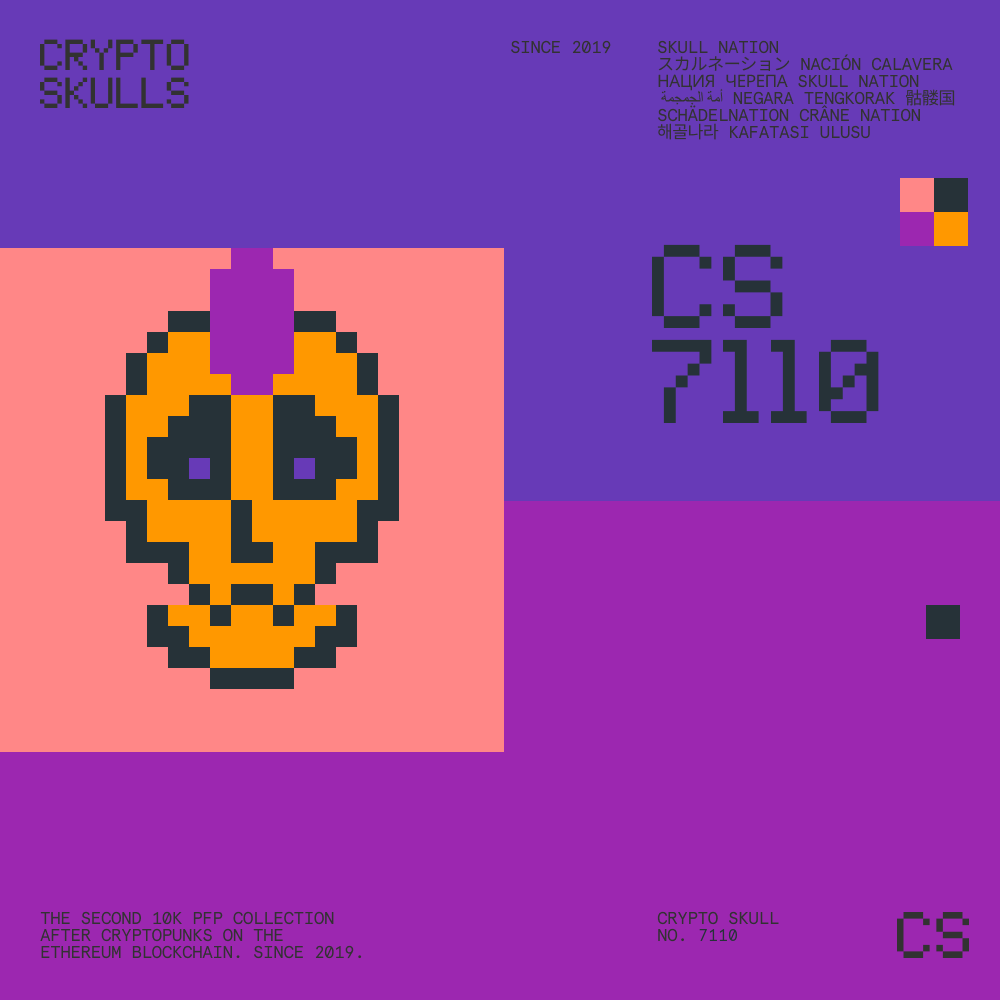 CRYPTO
SKULLS
SINCE 2019
SKULL NATION
スカルネーション NACIÓN CALAVERA
НАЦИЯ ЧЕРЕПА SKULL NATION
أمة الجمجمة NEGARA TENGKORAK 骷髅国
SCHÄDELNATION CRÂNE NATION
해골나라 KAFATASI ULUSU
CS
7110
THE SECOND 10K PFP COLLECTION
AFTER CRYPTOPUNKS ON THE
ETHEREUM BLOCKCHAIN. SINCE 2019.
CRYPTO SKULL
NO. 7110
CS